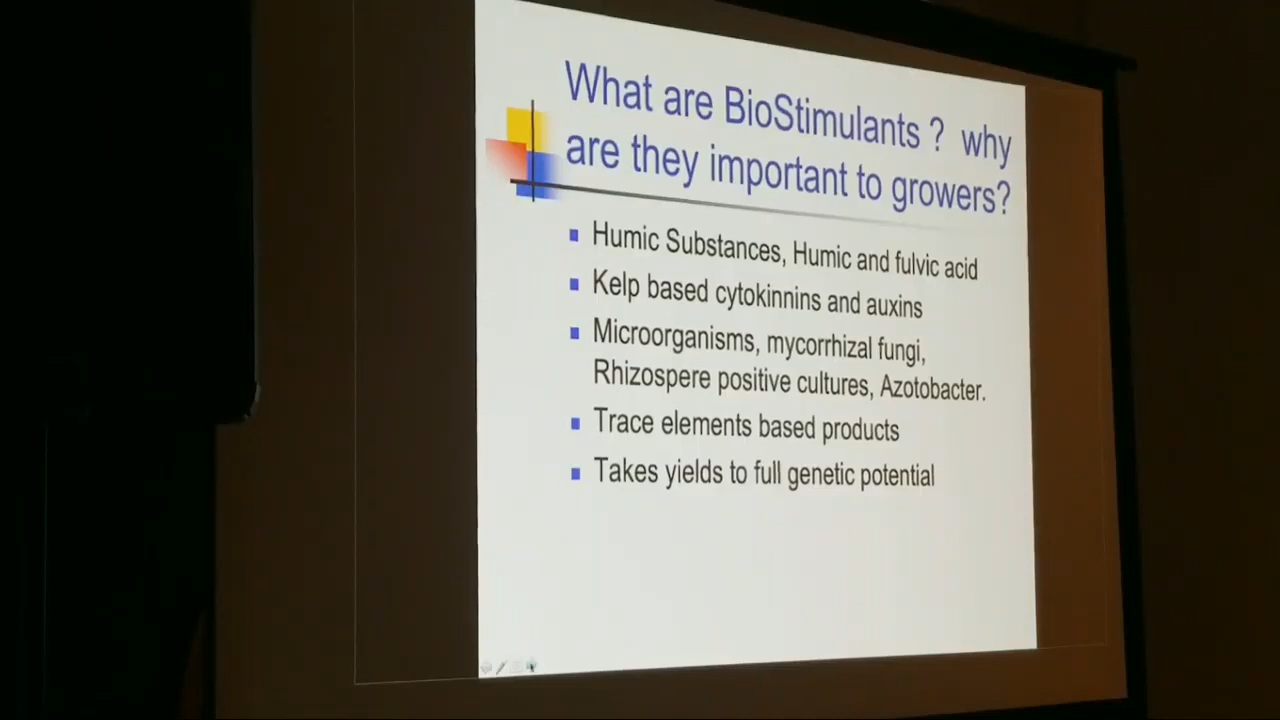 What are BioStimulants ? why
are they important to growers?
Humic Substances, Humic and fulvic acid
Kelp based cytokinnins and auxins
Microorganisms, mycorrhizal fungi,
Rhizospere positive cultures, Azotobacter.
Trace elements based products
Takes yields to full genetic potential